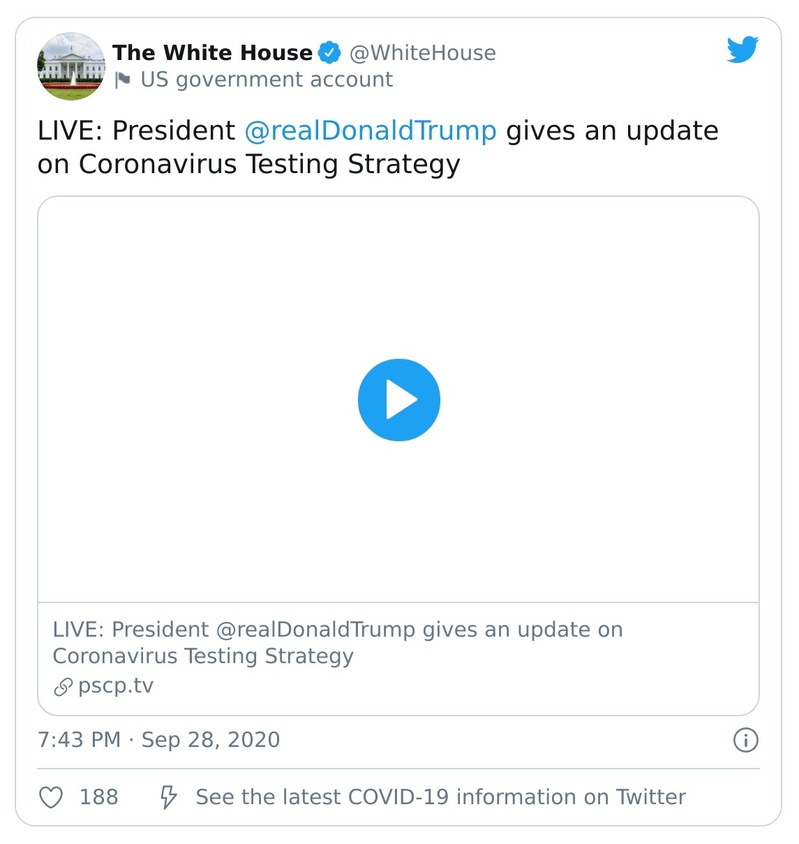 The White House @WhiteHouse
US government account
LIVE: President @realDonaldTrump gives an update
on Coronavirus Testing Strategy
LIVE: President @realDonaldTrump gives an update on
Coronavirus Testing Strategy
pscp.tv
7:43 PM · Sep 28, 2020
188 See the latest COVID-19 information on Twitter